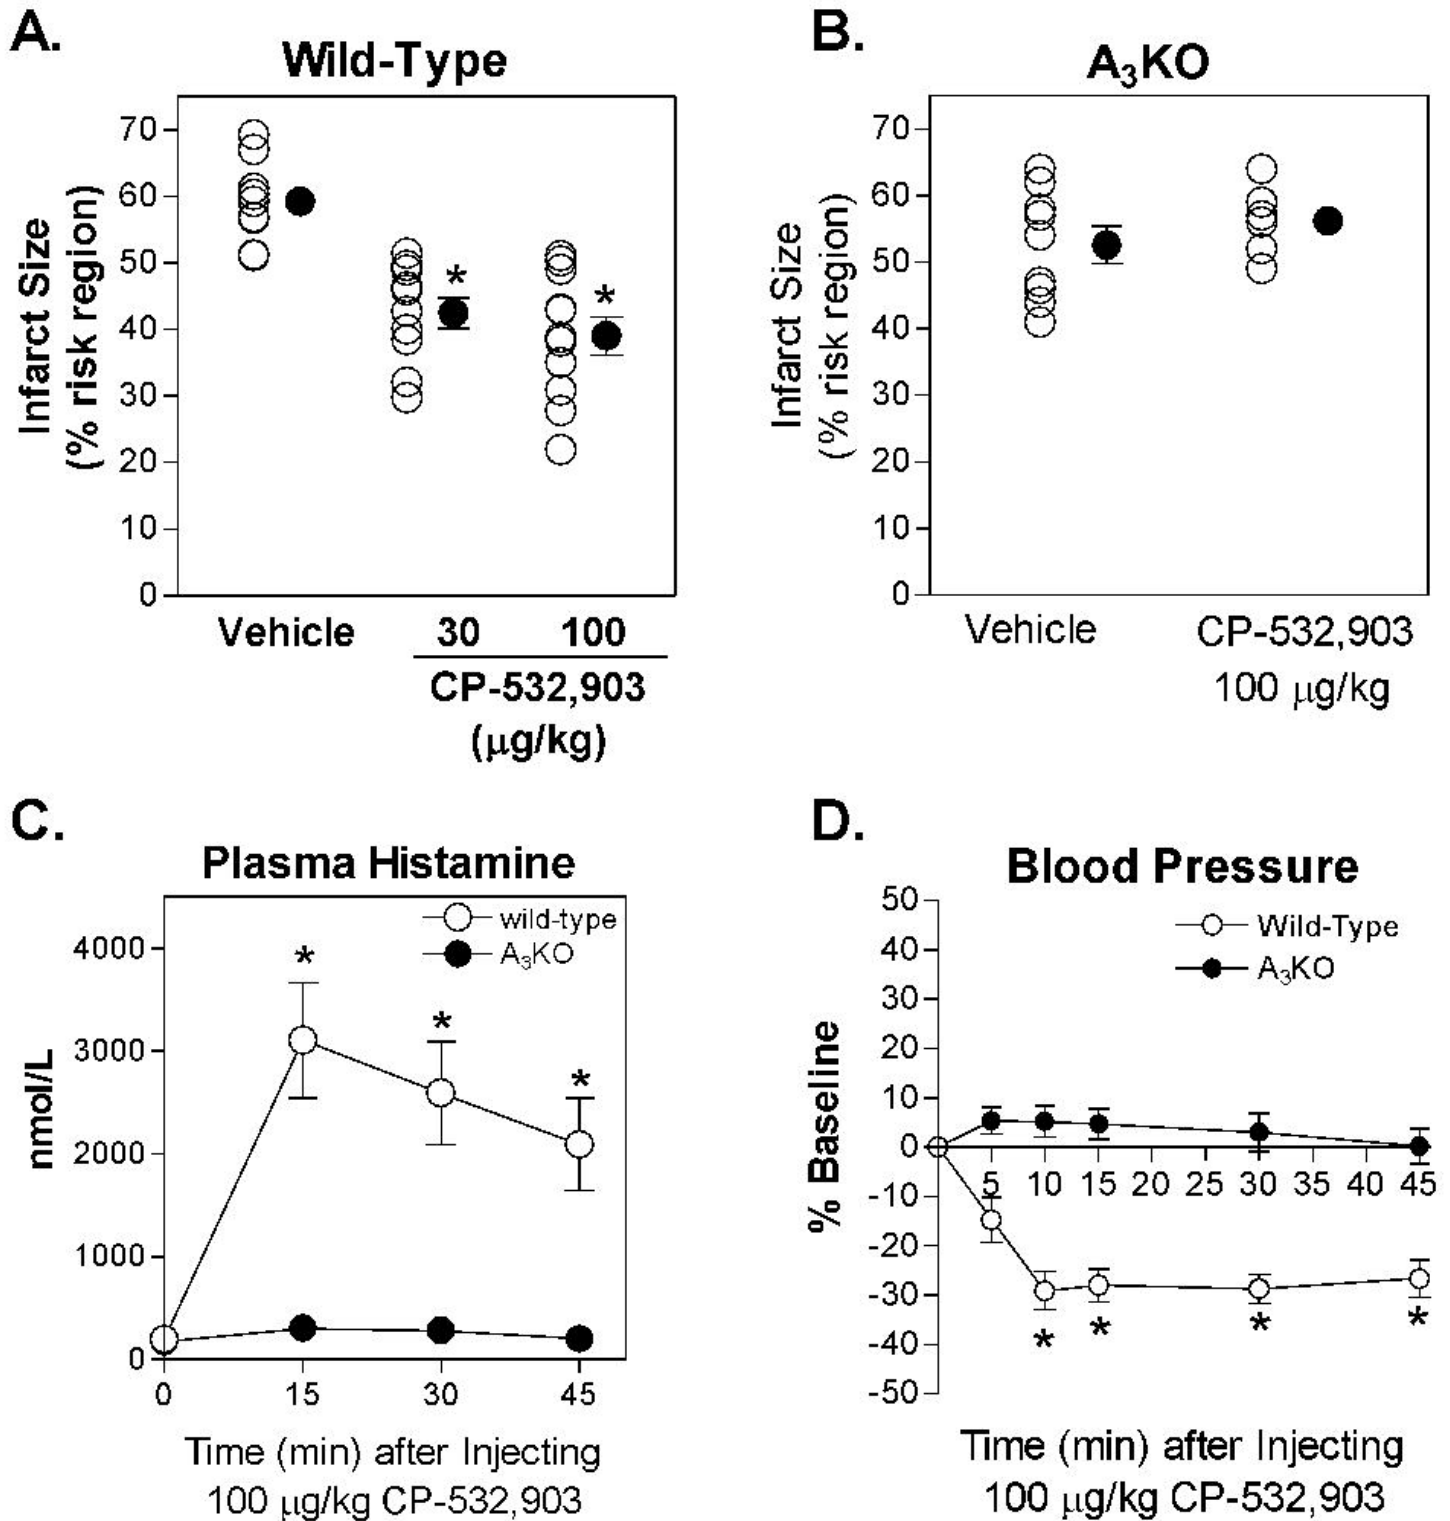 A.
Wild-Type
70
60
50
40
30
20
10
0
Infarct Size
(% risk region)
*
*
Vehicle 30 100
CP-532,903
(μg/kg)
B.
A₃KO
70
60
50
40
30
20
10
0
Infarct Size
(% risk region)
Vehicle CP-532,903
100 μg/kg
C.
Plasma Histamine
wild-type
A₃KO
4000
3000
2000
1000
0
nmol/L
*
*
*
0 15 30 45
Time (min) after Injecting
100 μg/kg CP-532,903
D.
Blood Pressure
Wild-Type
A₃KO
50
40
30
20
10
0
-10
-20
-30
-40
-50
% Baseline
5 10 15 20 25 30 35 40 45
* * * *
Time (min) after Injecting
100 μg/kg CP-532,903